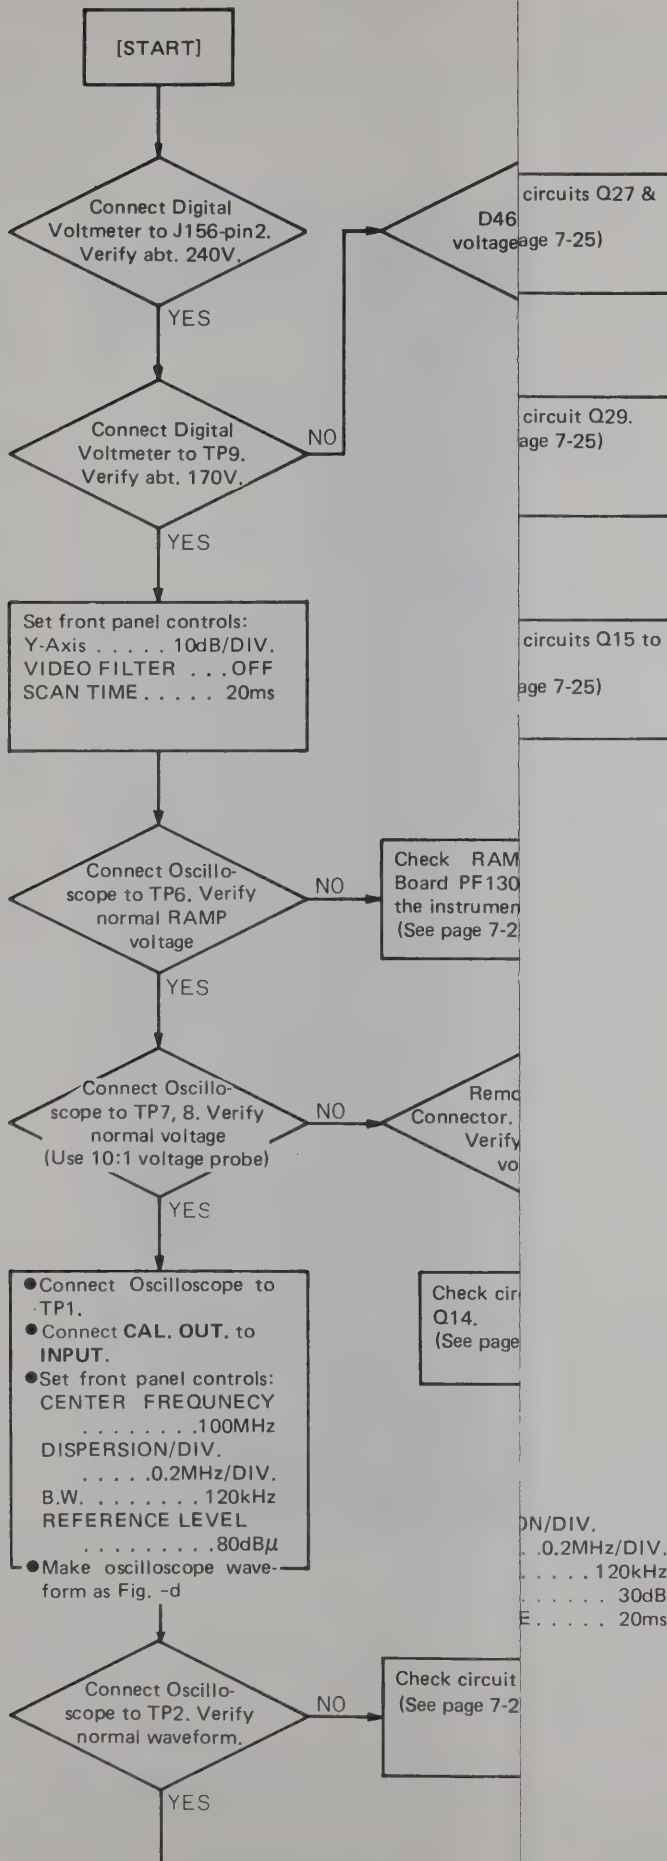 [START]
Connect Digital
Voltmeter to J156-pin2.
Verify abt. 240V.
YES
D46
voltage
circuits Q27 &
age 7-25)
Connect Digital
Voltmeter to TP9.
Verify abt. 170V.
NO
YES
circuit Q29.
age 7-25)
Set front panel controls:
Y-Axis . . . . . 10dB/DIV.
VIDEO FILTER . . . OFF
SCAN TIME . . . . . 20ms
circuits Q15 to
age 7-25)
Connect Oscillo-
scope to TP6. Verify
normal RAMP
voltage
NO
YES
Check RAM
Board PF130
the instrumen
(See page 7-2
Connect Oscillo-
scope to TP7, 8. Verify
normal voltage
(Use 10:1 voltage probe)
NO
YES
Remo
Connector.
Verify
vo
●Connect Oscilloscope to
TP1.
●Connect CAL. OUT. to
INPUT.
●Set front panel controls:
CENTER FREQUNECY
. . . . . . . . 100MHz
DISPERSION/DIV.
. . . . . 0.2MHz/DIV.
B.W. . . . . . . . . 120kHz
REFERENCE LEVEL
. . . . . . . . . 80dBμ
●Make oscilloscope wave-
form as Fig. -d
Check cir
Q14.
(See page
ON/DIV.
. . 0.2MHz/DIV.
. . . . . 120kHz
. . . . . . 30dB
E . . . . . 20ms
Connect Oscillo-
scope to TP2. Verify
normal waveform.
NO
YES
Check circuit
(See page 7-2